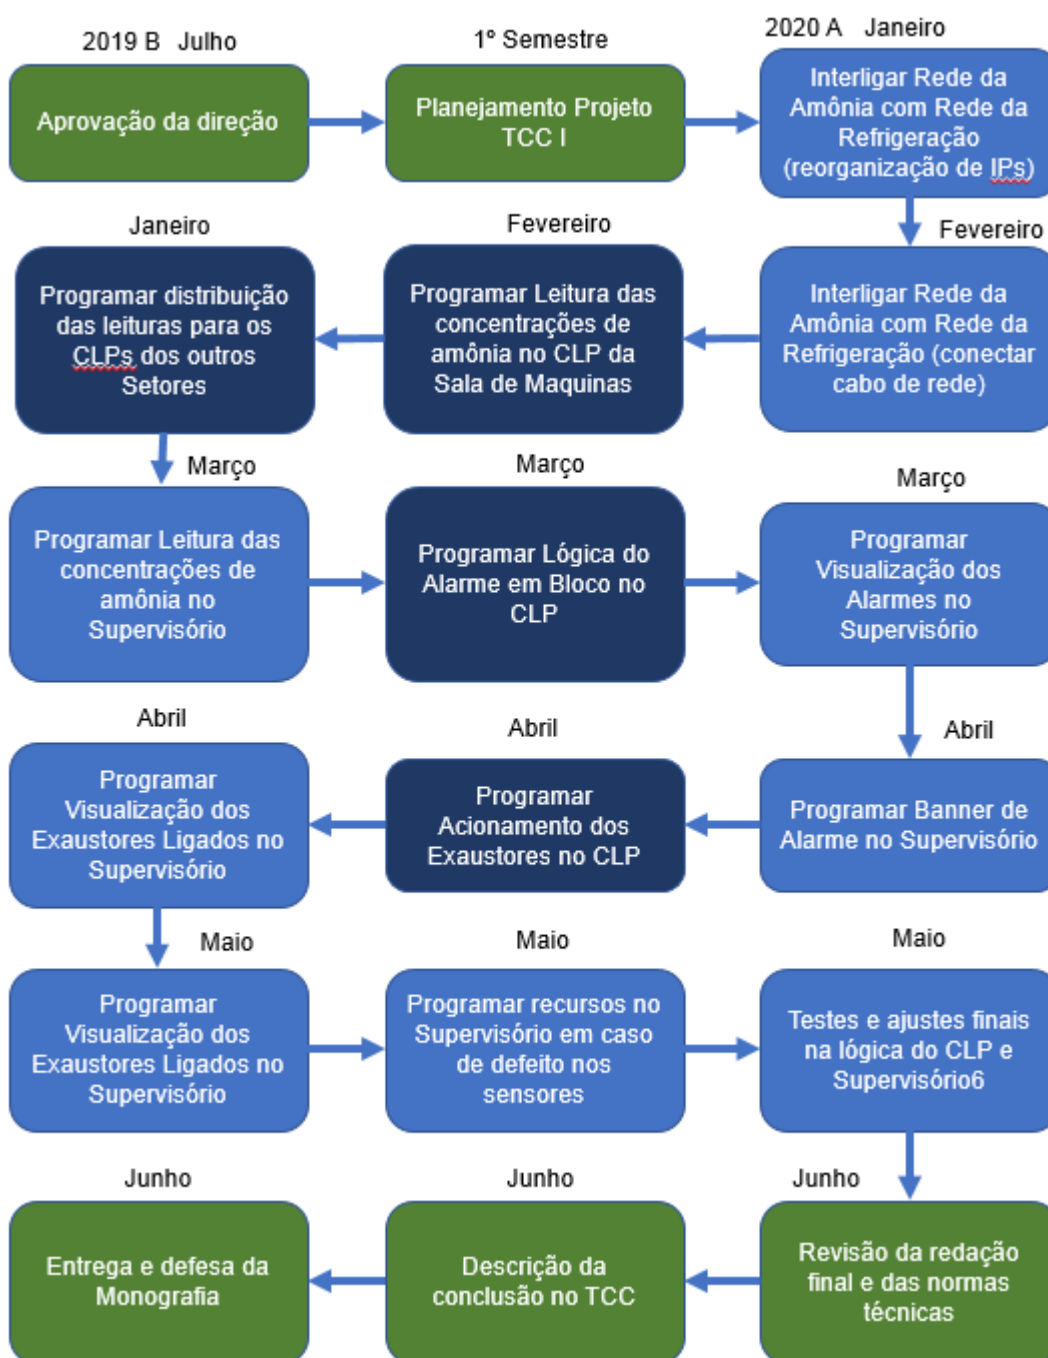 2019 B Julho
1º Semestre
2020 A Janeiro
Aprovação da direção
Planejamento Projeto
TCC I
Interligar Rede da
Amônia com Rede da
Refrigeração
(reorganização de IPs)
Janeiro
Fevereiro
Fevereiro
Programar distribuição
das leituras para os
CLPs dos outros
Setores
Programar Leitura das
concentrações de
amônia no CLP da
Sala de Maquinas
Interligar Rede da
Amônia com Rede da
Refrigeração (conectar
cabo de rede)
Março
Março
Março
Programar Leitura das
concentrações de
amônia no
Supervisório
Programar Lógica do
Alarme em Bloco no
CLP
Programar
Visualização dos
Alarmes no
Supervisório
Abril
Abril
Abril
Programar
Visualização dos
Exaustores Ligados no
Supervisório
Programar
Acionamento dos
Exaustores no CLP
Programar Banner de
Alarme no Supervisório
Maio
Maio
Maio
Programar
Visualização dos
Exaustores Ligados no
Supervisório
Programar recursos no
Supervisório em caso
de defeito nos
sensores
Testes e ajustes finais
na lógica do CLP e
Supervisório6
Junho
Junho
Junho
Entrega e defesa da
Monografia
Descrição da
conclusão no TCC
Revisão da redação
final e das normas
técnicas